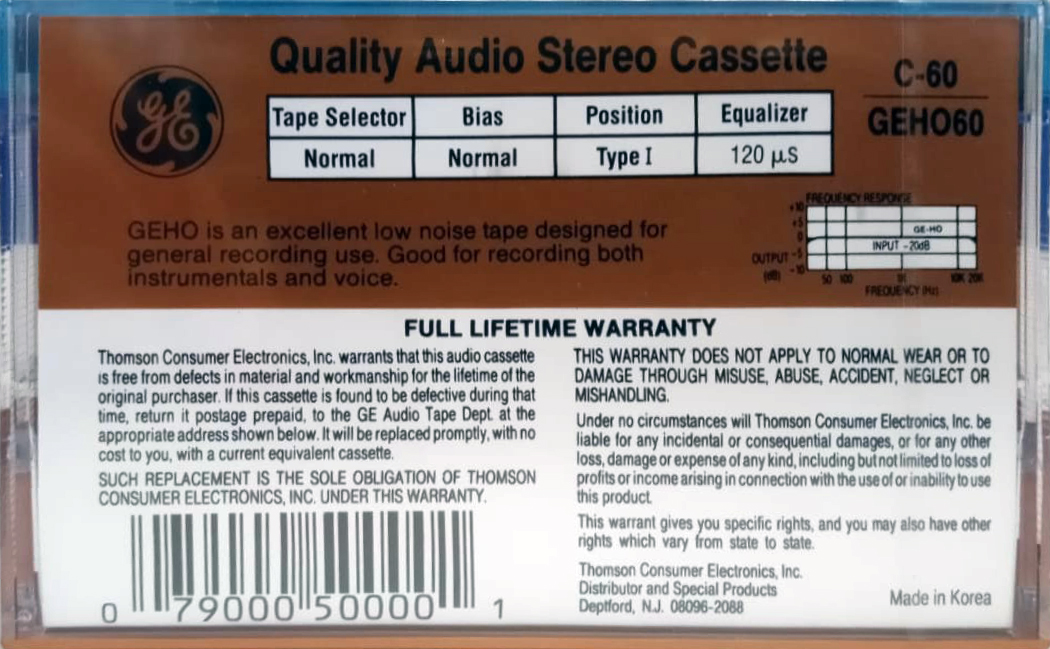 Quality Audio Stereo Cassette
GE
C-60
GEHO60
Tape Selector Bias Position Equalizer
Normal Normal Type I 120 µS
GEHO is an excellent low noise tape designed for
general recording use. Good for recording both
instrumentals and voice.
FREQUENCY RESPONSE
+10
+5
0
-5
-10
OUTPUT
(dB)
GE-HO
INPUT -20dB
50 100 1K 10K 20K
FREQUENCY (Hz)
FULL LIFETIME WARRANTY
Thomson Consumer Electronics, Inc. warrants that this audio cassette
is free from defects in material and workmanship for the lifetime of the
original purchaser. If this cassette is found to be defective during that
time, return it postage prepaid, to the GE Audio Tape Dept. at the
appropriate address shown below. It will be replaced promptly, with no
cost to you, with a current equivalent cassette.
SUCH REPLACEMENT IS THE SOLE OBLIGATION OF THOMSON
CONSUMER ELECTRONICS, INC. UNDER THIS WARRANTY.
0 79000 50000 1
THIS WARRANTY DOES NOT APPLY TO NORMAL WEAR OR TO
DAMAGE THROUGH MISUSE, ABUSE, ACCIDENT, NEGLECT OR
MISHANDLING.
Under no circumstances will Thomson Consumer Electronics, Inc. be
liable for any incidental or consequential damages, or for any other
loss, damage or expense of any kind, including but not limited to loss of
profits or income arising in connection with the use of or inability to use
this product.
This warrant gives you specific rights, and you may also have other
rights which vary from state to state.
Thomson Consumer Electronics, Inc.
Distributor and Special Products
Deptford, N.J. 08096-2088
Made in Korea